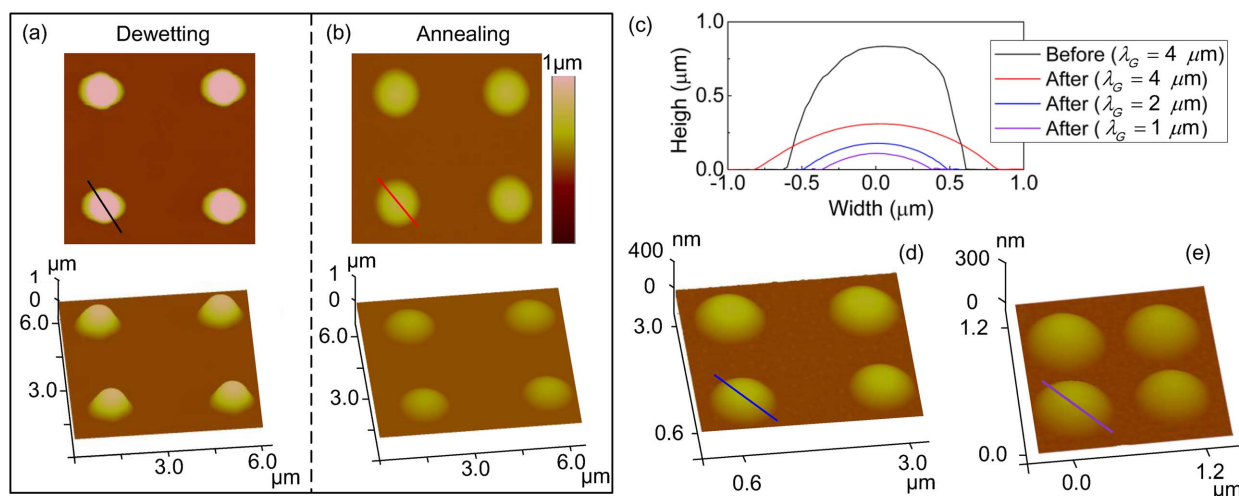 (a) Dewetting
(b) Annealing
1μm
μm
1
0
6.0
3.0
3.0
6.0
μm
μm
1
0
6.0
3.0
3.0
6.0
μm
(c)
Heigh (μm)
1.0
0.5
0.0
-1.0
-0.5
0.0
0.5
1.0
Width (μm)
Before (λG = 4 μm)
After (λG = 4 μm)
After (λG = 2 μm)
After (λG = 1 μm)
(d)
nm
400
0
3.0
0.6
0.6
3.0
μm
(e)
nm
300
0
1.2
0.0
0.0
1.2
μm